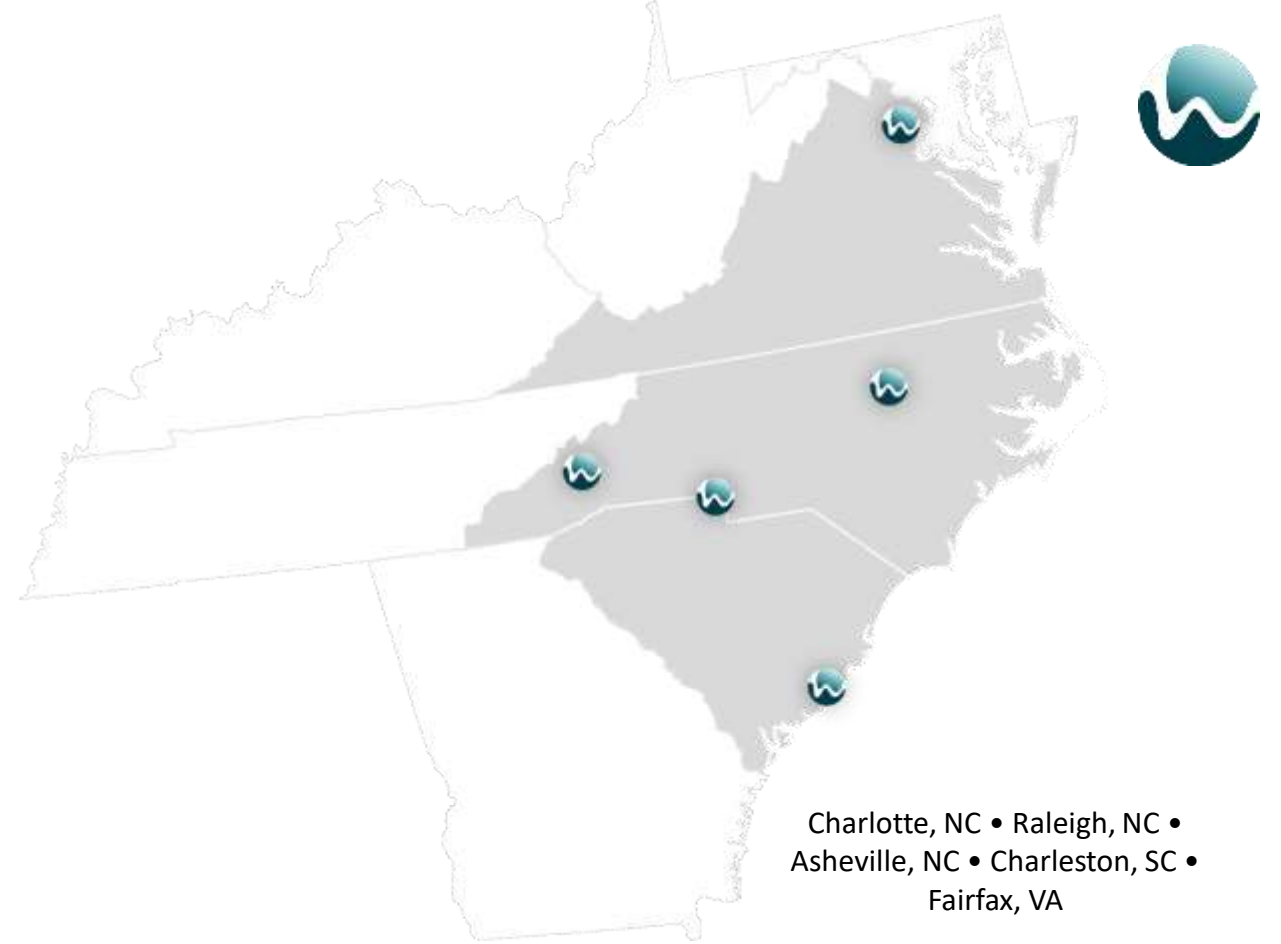 Charlotte, NC • Raleigh, NC •
Asheville, NC • Charleston, SC •
Fairfax, VA